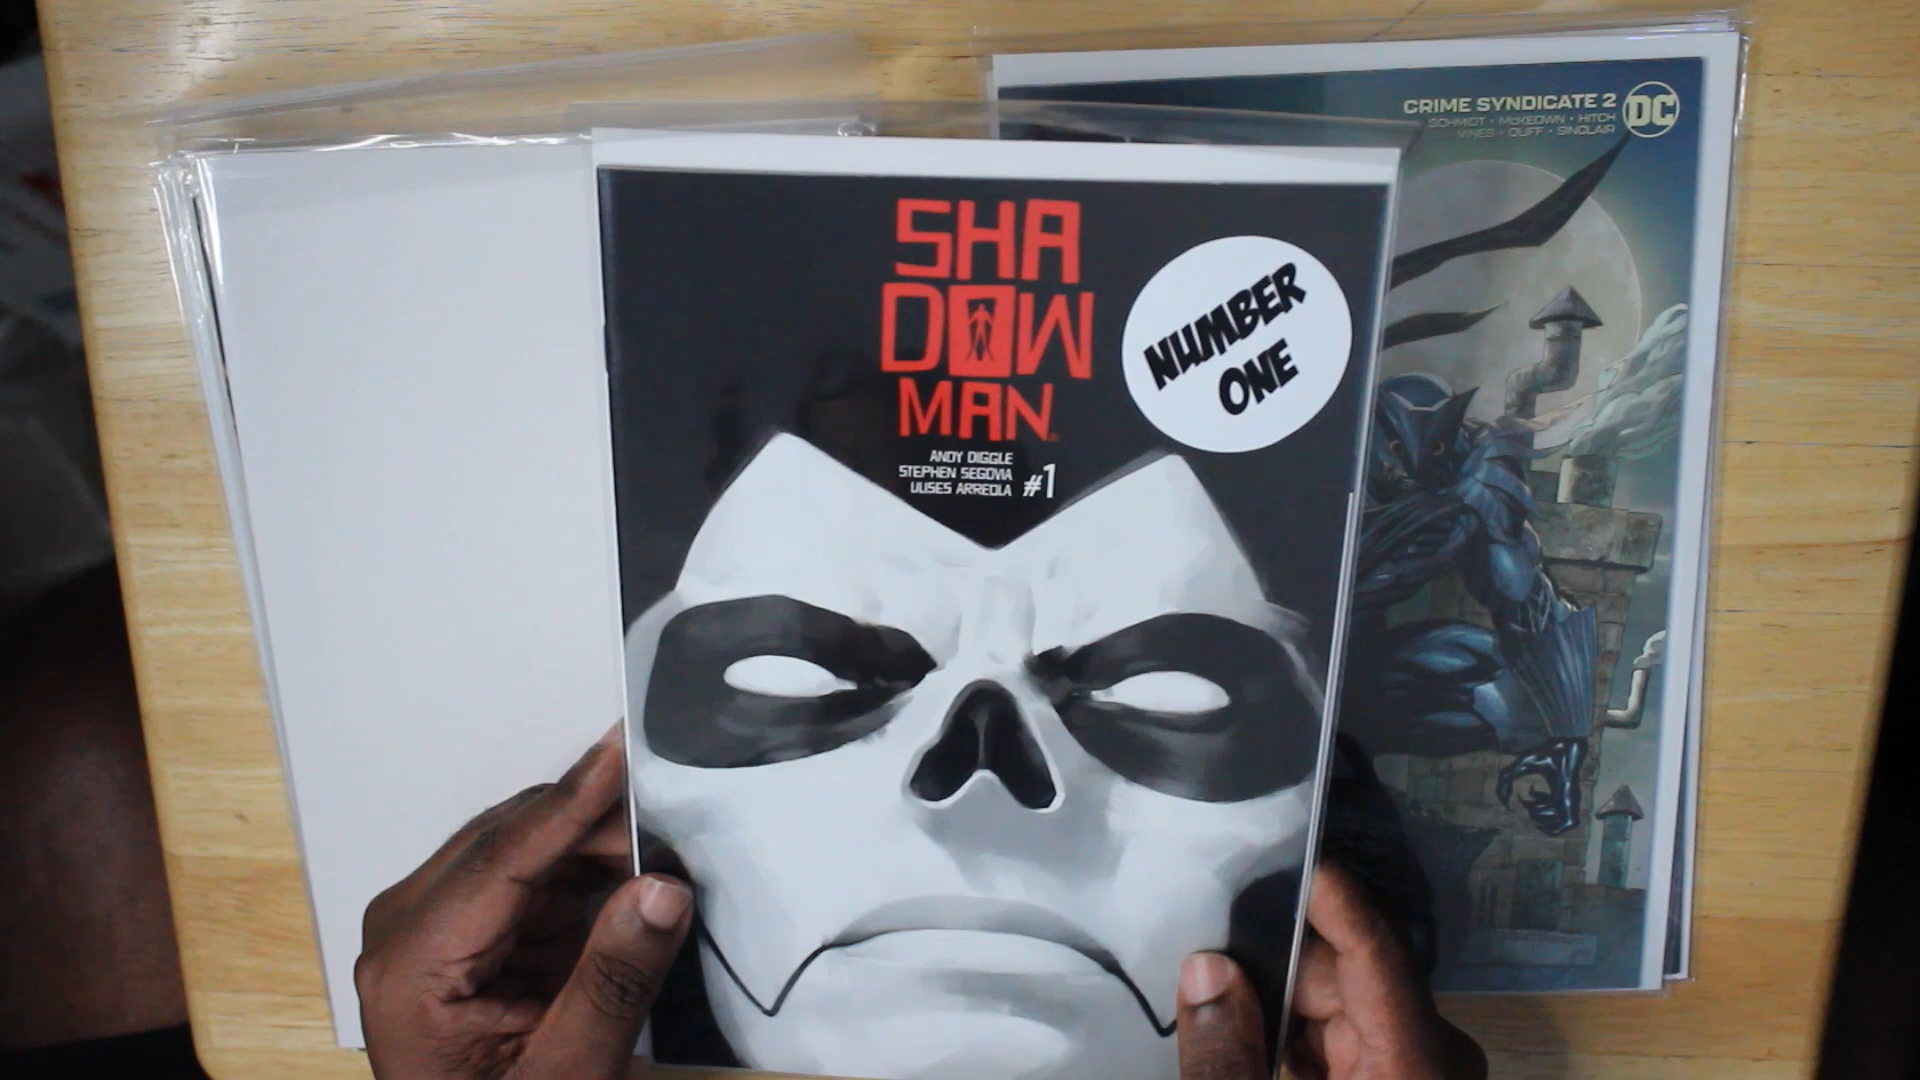 SHA
DOW
MAN
ANDY DIGGLE
STEPHEN SEGOVIA
ULISES ARREOLA #1
NUMBER
ONE
CRIME SYNDICATE 2
SCHMIDT • McKEOWN • HITCH
VINES • DUFF • SINCLAIR
DC